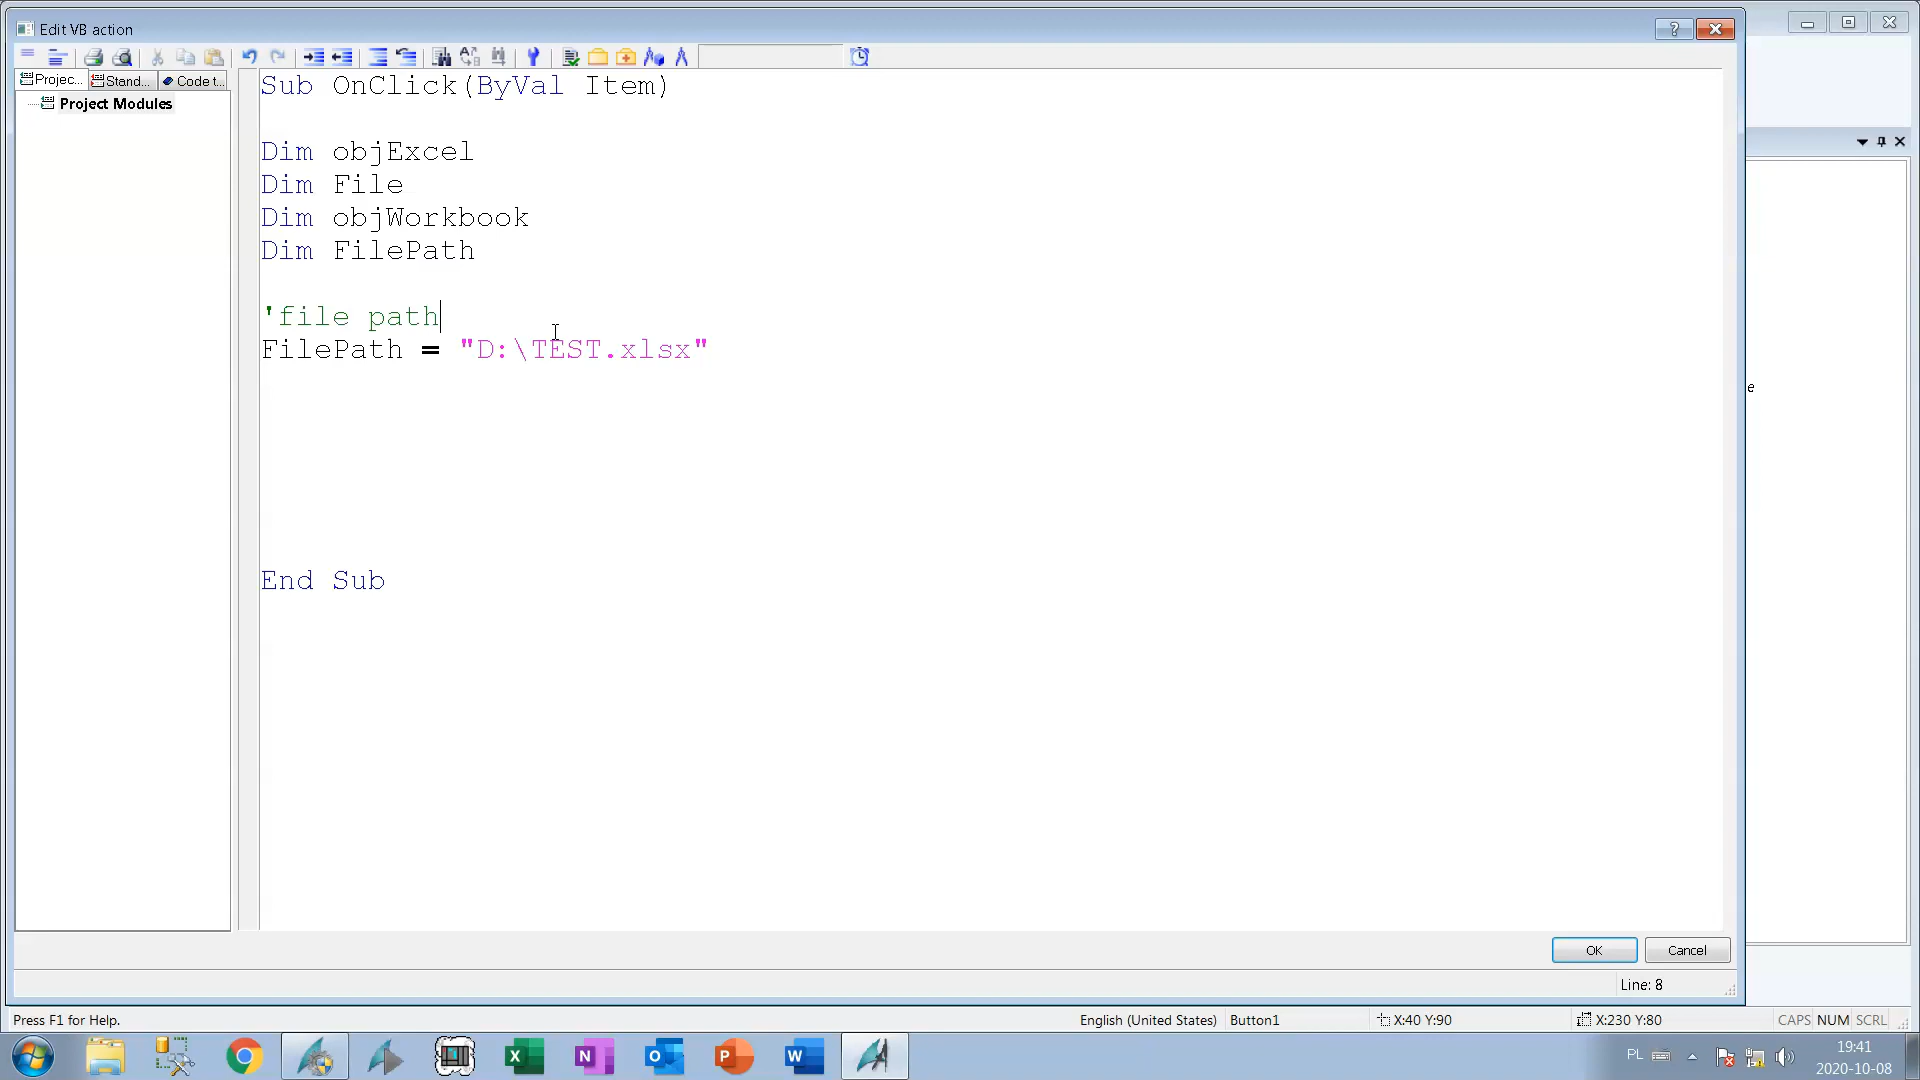 Edit VB action
Projec... Stand... Code t...
Project Modules
Sub OnClick(ByVal Item)
Dim objExcel
Dim File
Dim objWorkbook
Dim FilePath
'file path
FilePath = "D:\TEST.xlsx"
End Sub
e
OK Cancel
Line: 8
Press F1 for Help. English (United States) Button1 X:40 Y:90 X:230 Y:80 CAPS NUM SCRL
PL 19:41
2020-10-08